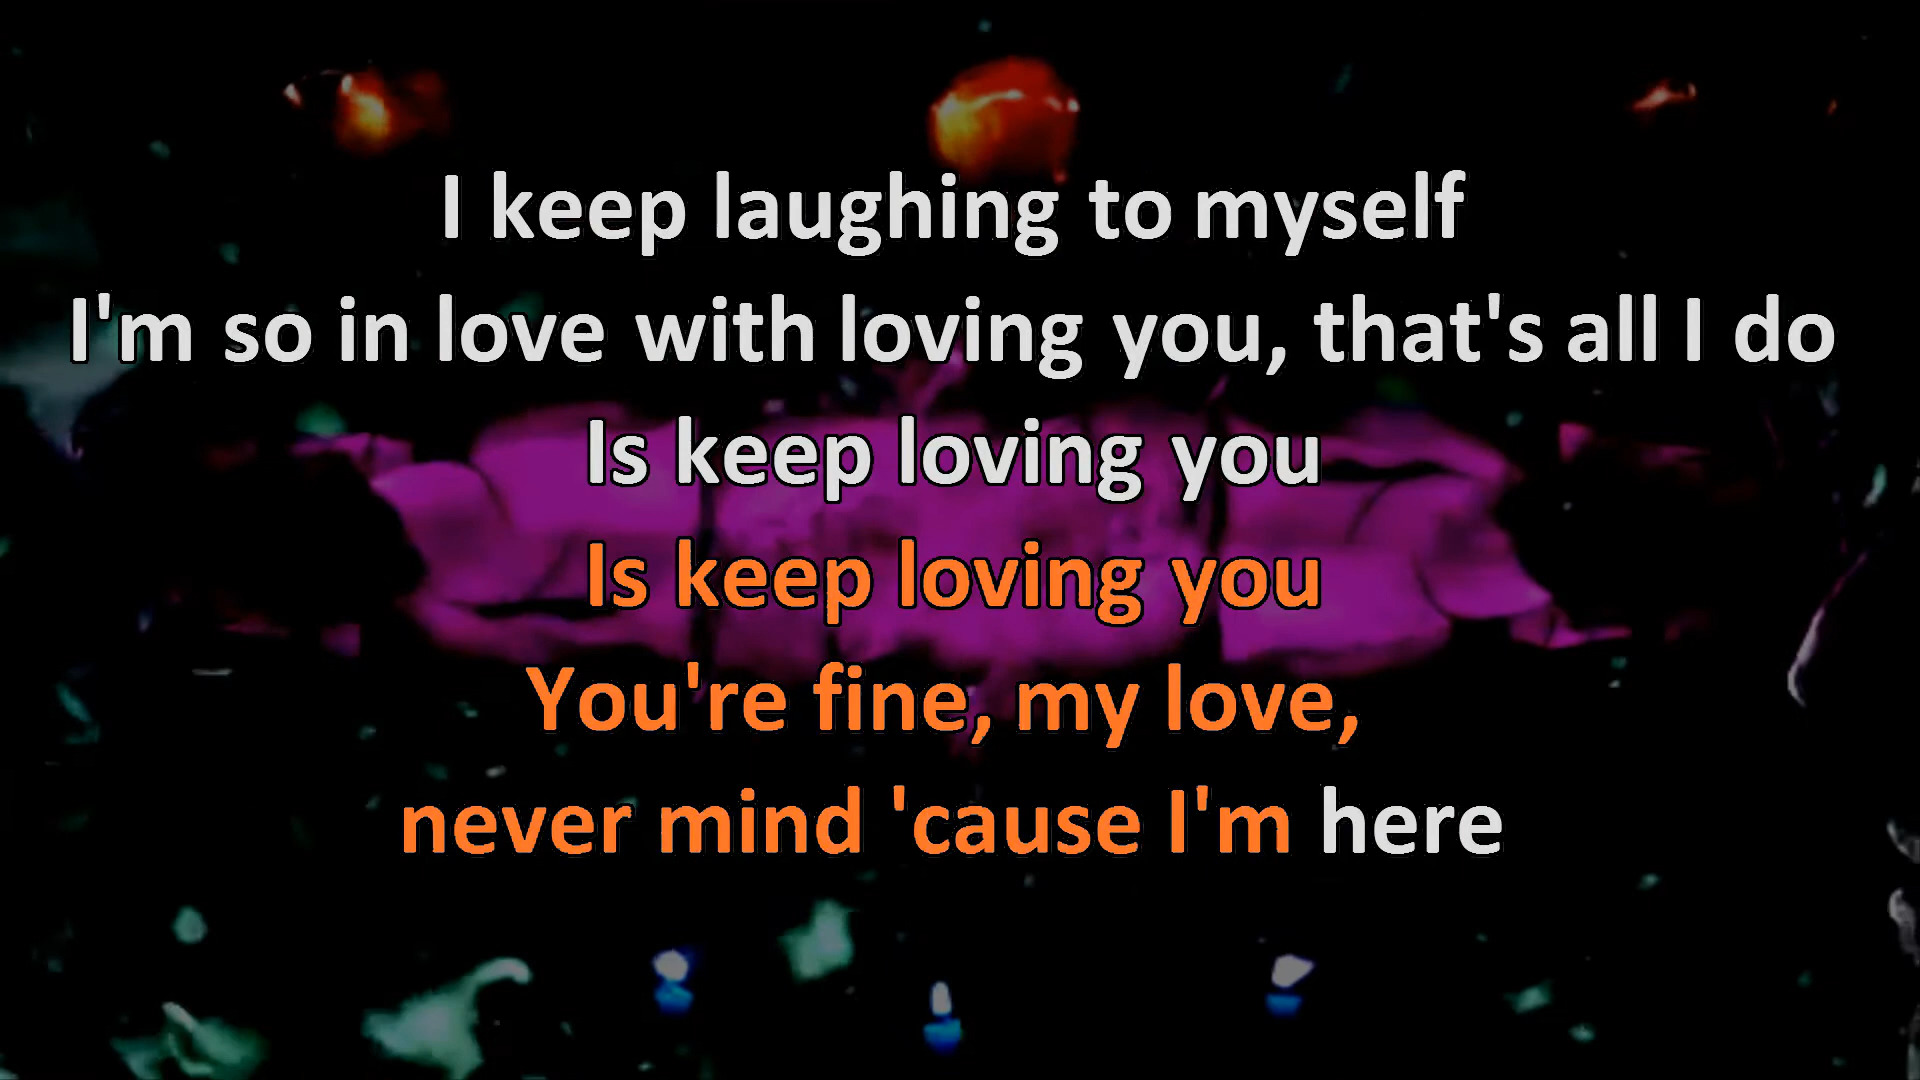 I keep laughing to myself
I'm so in love with loving you, that's all I do
Is keep loving you
Is keep loving you
You're fine, my love,
never mind 'cause I'm here